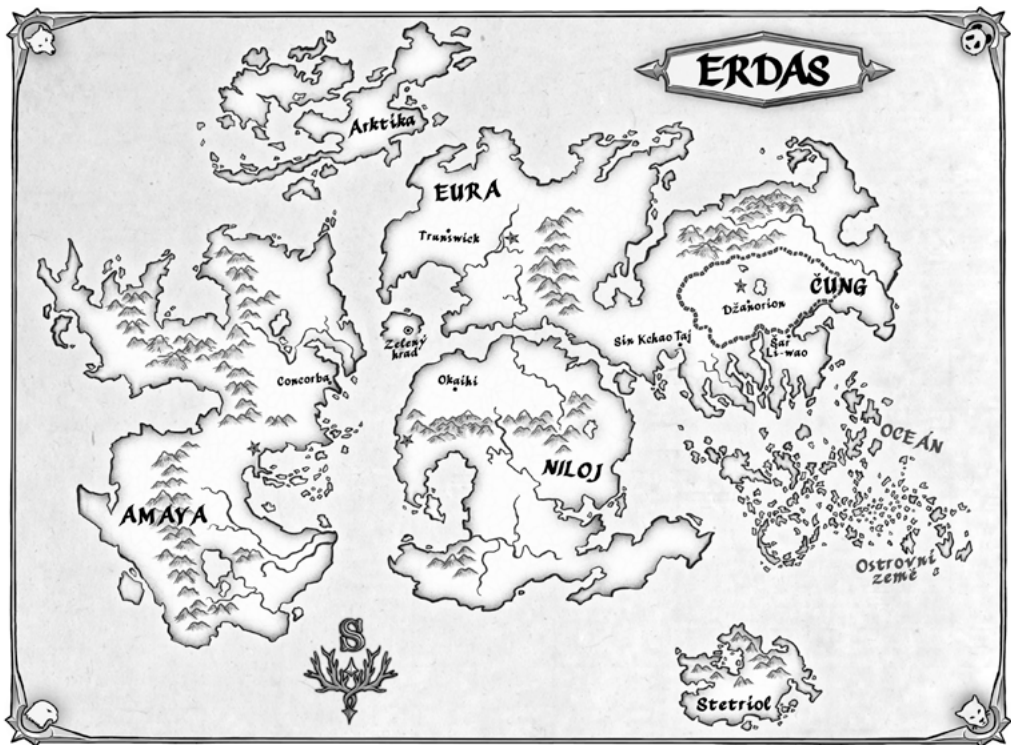 ERDAS
Arktika
EURA
Trunswick
ČUNG
Džanorion
Zelený
hrad
Sin Kchao Taj
Šar
Li-wao
Concorba
Okaihi
OCEÁN
NILOJ
AMAYA
Ostrovní
země
S
Stetriol